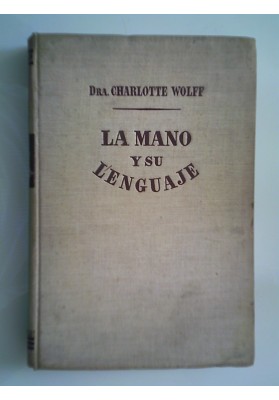 DRA. CHARLOTTE WOLFF
LA MANO
Y SU
LENGUAJE